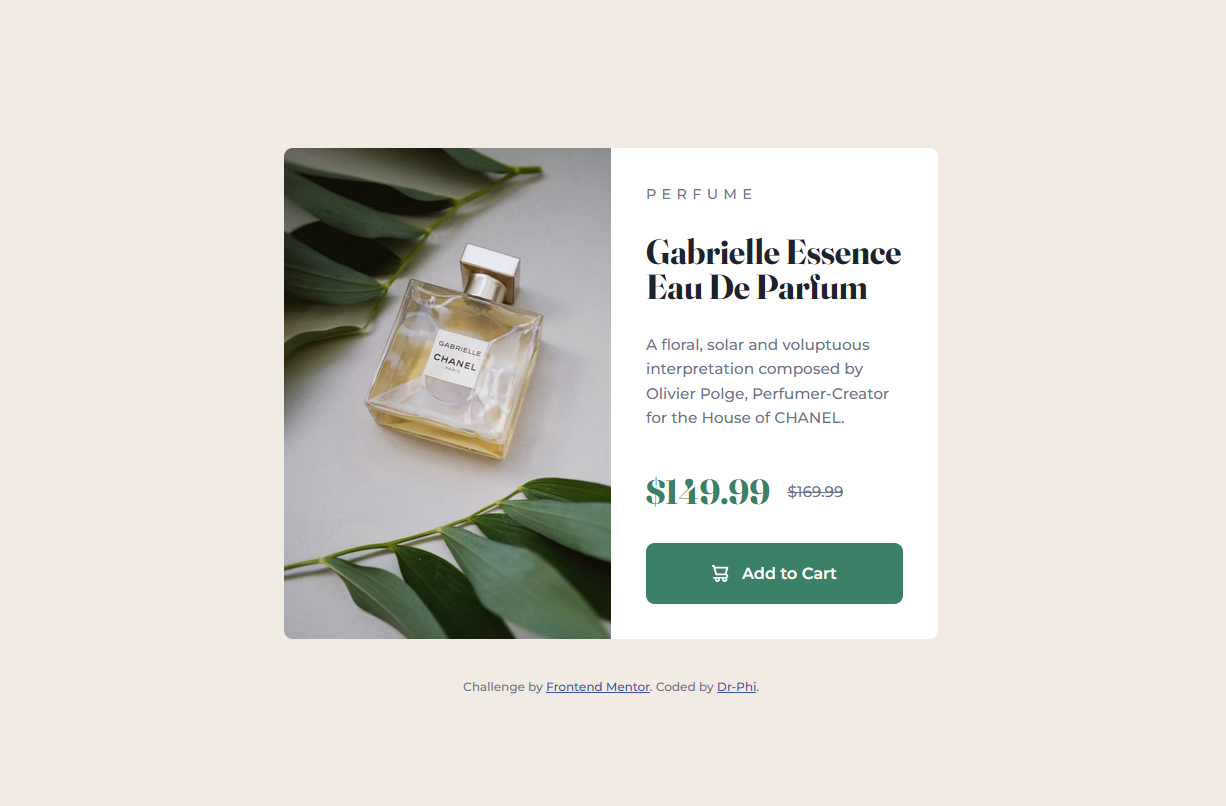 GABRIELLE
CHANEL
PARIS
PERFUME
Gabrielle Essence
Eau De Parfum
A floral, solar and voluptuous
interpretation composed by
Olivier Polge, Perfumer-Creator
for the House of CHANEL.
$149.99 $169.99
Add to Cart
Challenge by Frontend Mentor. Coded by Dr-Phi.